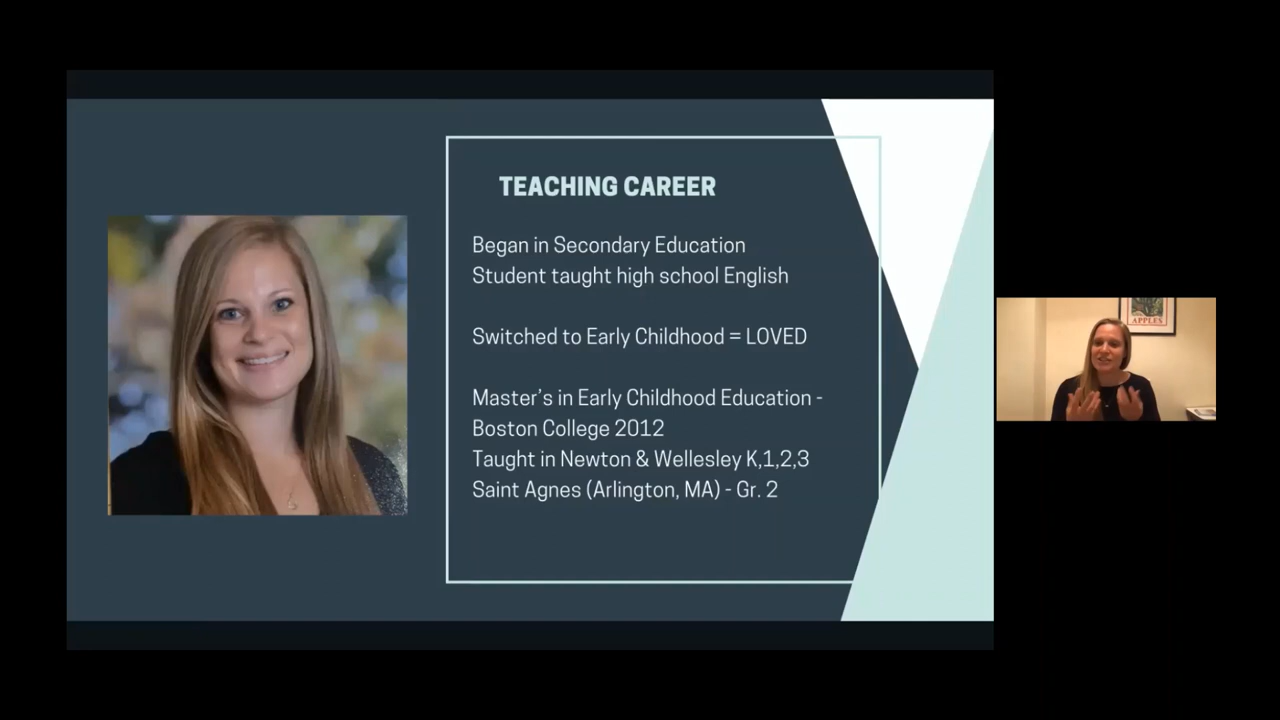 TEACHING CAREER
Began in Secondary Education
Student taught high school English
Switched to Early Childhood = LOVED
Master's in Early Childhood Education -
Boston College 2012
Taught in Newton & Wellesley K,1,2,3
Saint Agnes (Arlington, MA) - Gr. 2
APPLES